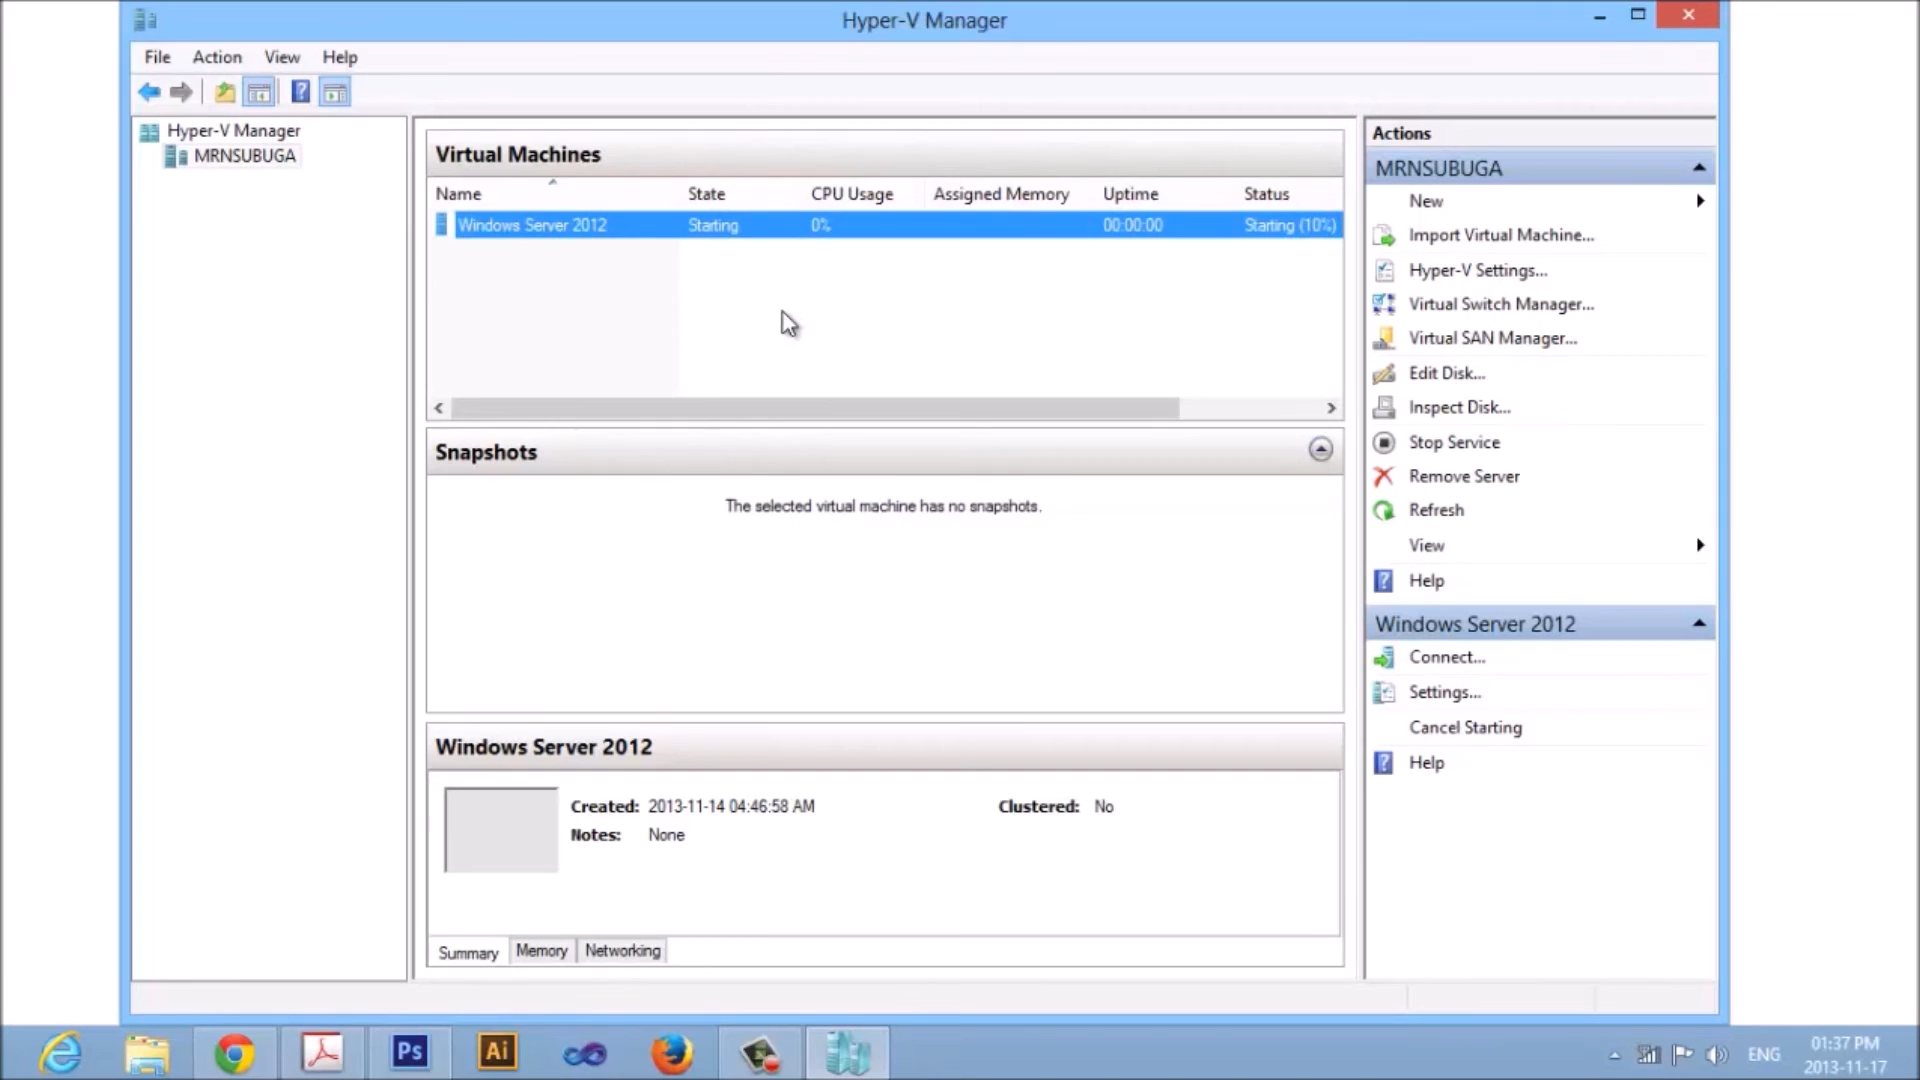 Hyper-V Manager
File Action View Help
Hyper-V Manager
MRNSUBUGA
Virtual Machines
Name State CPU Usage Assigned Memory Uptime Status
Windows Server 2012 Starting 0% 00:00:00 Starting (10%)
Snapshots
The selected virtual machine has no snapshots.
Windows Server 2012
Created: 2013-11-14 04:46:58 AM Clustered: No
Notes: None
Summary Memory Networking
Actions
MRNSUBUGA
New
Import Virtual Machine...
Hyper-V Settings...
Virtual Switch Manager...
Virtual SAN Manager...
Edit Disk...
Inspect Disk...
Stop Service
Remove Server
Refresh
View
Help
Windows Server 2012
Connect...
Settings...
Cancel Starting
Help
Ps Ai
ENG
01:37 PM
2013-11-17